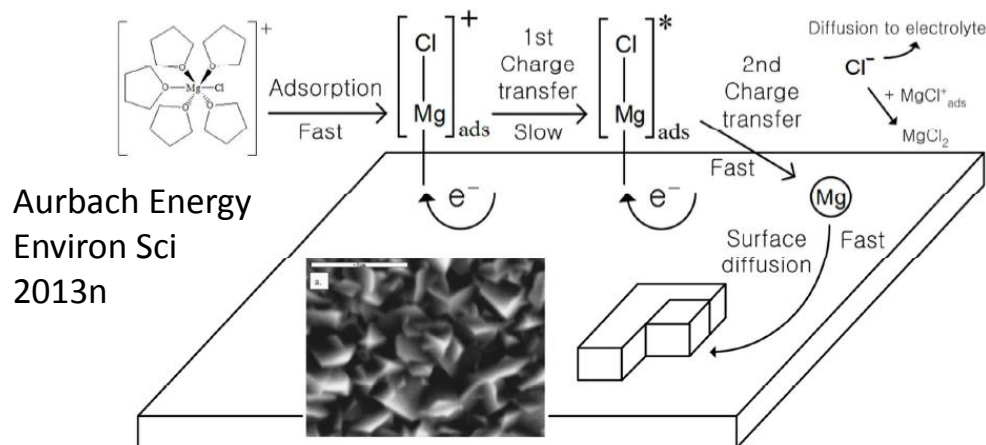 +
Mg
Cl
O
O
O
O
O
Adsorption
Fast
+
Cl
Mg
ads
1st
Charge
transfer
Slow
*
Cl
Mg
ads
2nd
Charge
transfer
Fast
Diffusion to electrolyte
Cl⁻
+ MgCl⁺ads
MgCl₂
e⁻
e⁻
Mg
Surface
diffusion
Fast
Aurbach Energy
Environ Sci
2013n
a.